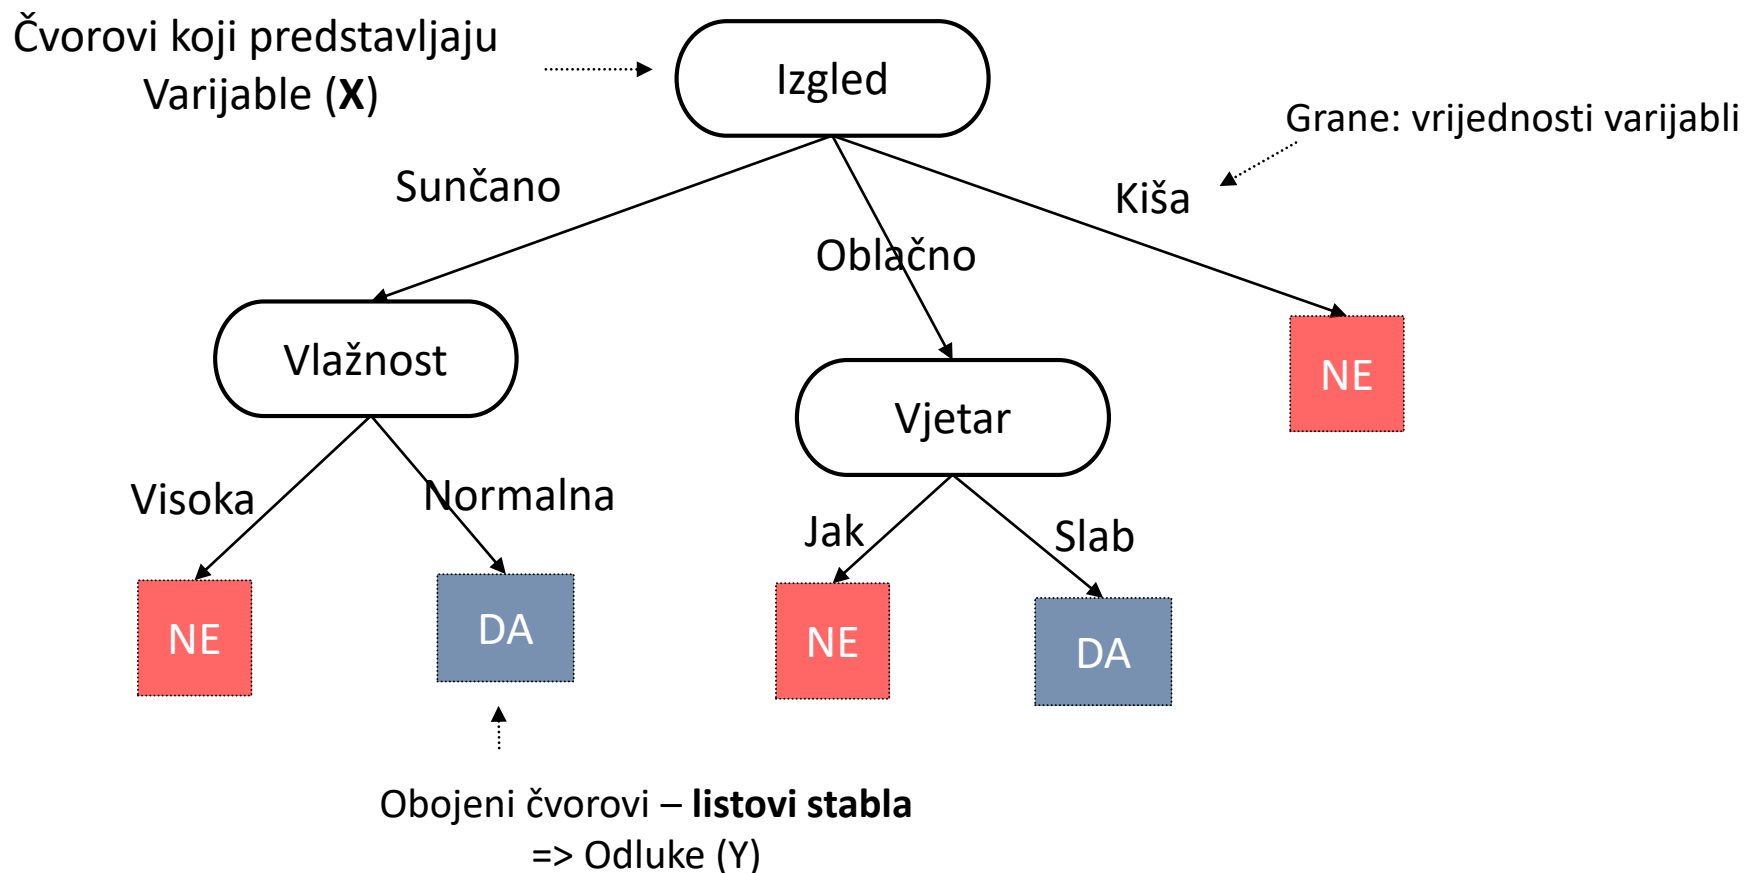 Čvorovi koji predstavljaju
Varijable (X)
Izgled
Grane: vrijednosti varijabli
Sunčano
Oblačno
Kiša
Vlažnost
Vjetar
NE
Visoka
Normalna
Jak
Slab
NE
DA
NE
DA
Obojeni čvorovi – listovi stabla
=> Odluke (Y)